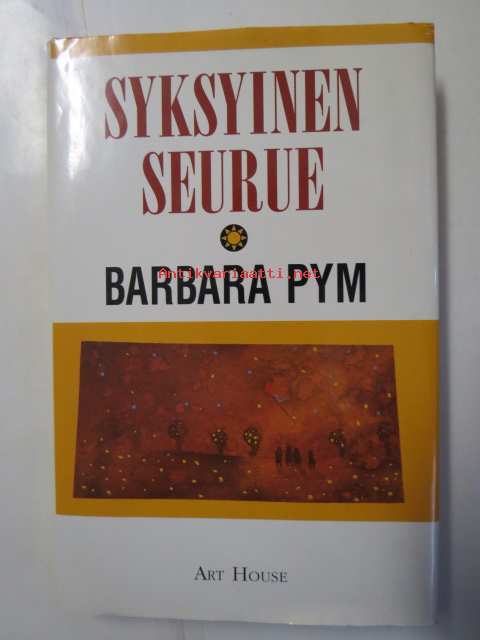 SYKSYINEN
SEURUE
Antikvariaatti.net
BARBARA PYM
ART HOUSE